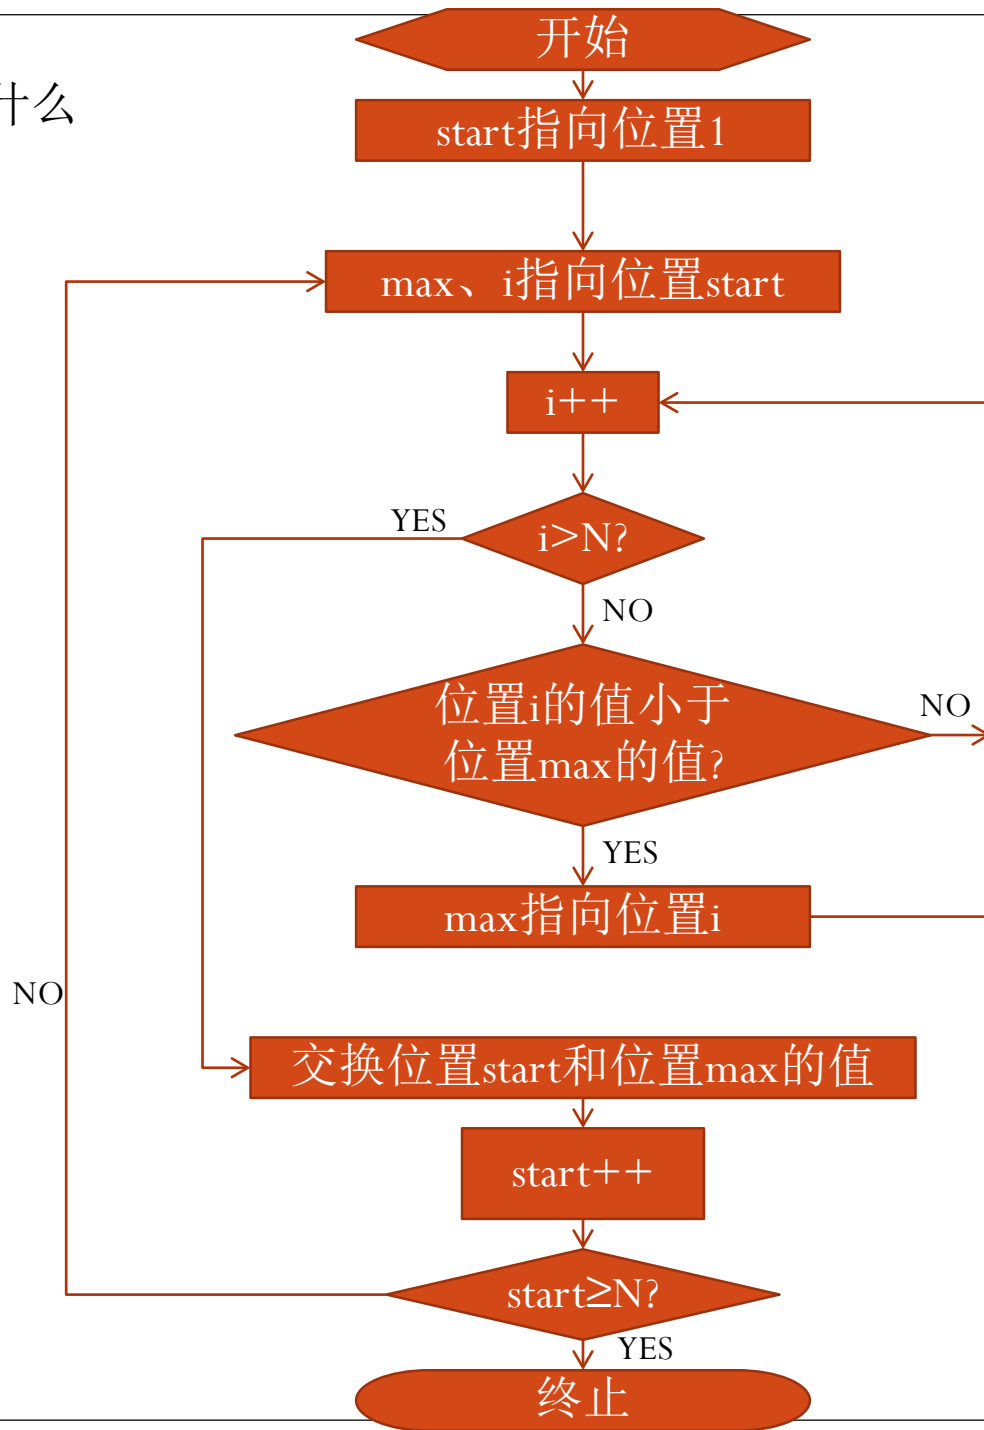 开始
什么
start指向位置1
max、i指向位置start
i++
YES
i>N?
NO
位置i的值小于
位置max的值?
NO
YES
max指向位置i
NO
交换位置start和位置max的值
start++
start≥N?
YES
终止